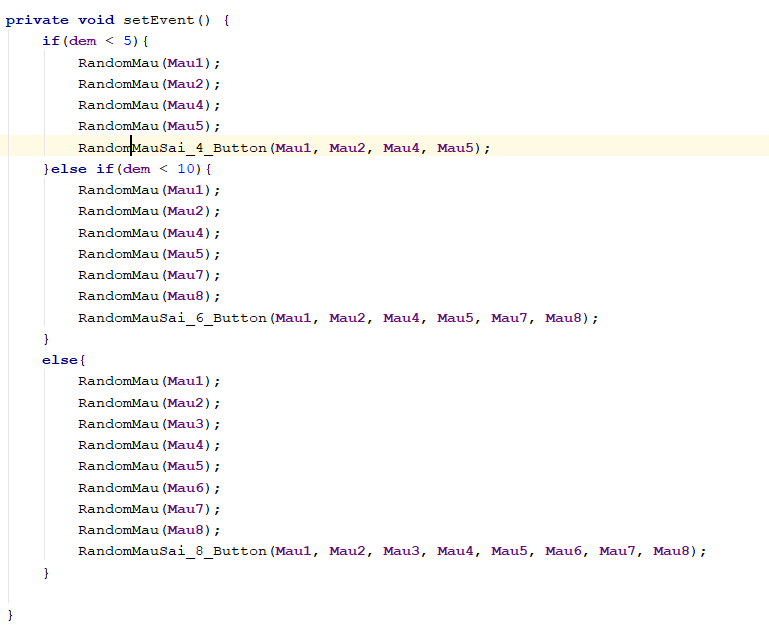 private void setEvent() {
    if(dem < 5){
        RandomMau(Mau1);
        RandomMau(Mau2);
        RandomMau(Mau4);
        RandomMau(Mau5);
        RandomMauSai_4_Button(Mau1, Mau2, Mau4, Mau5);
    }else if(dem < 10){
        RandomMau(Mau1);
        RandomMau(Mau2);
        RandomMau(Mau4);
        RandomMau(Mau5);
        RandomMau(Mau7);
        RandomMau(Mau8);
        RandomMauSai_6_Button(Mau1, Mau2, Mau4, Mau5, Mau7, Mau8);
    }
    else{
        RandomMau(Mau1);
        RandomMau(Mau2);
        RandomMau(Mau3);
        RandomMau(Mau4);
        RandomMau(Mau5);
        RandomMau(Mau6);
        RandomMau(Mau7);
        RandomMau(Mau8);
        RandomMauSai_8_Button(Mau1, Mau2, Mau3, Mau4, Mau5, Mau6, Mau7, Mau8);
    }
}